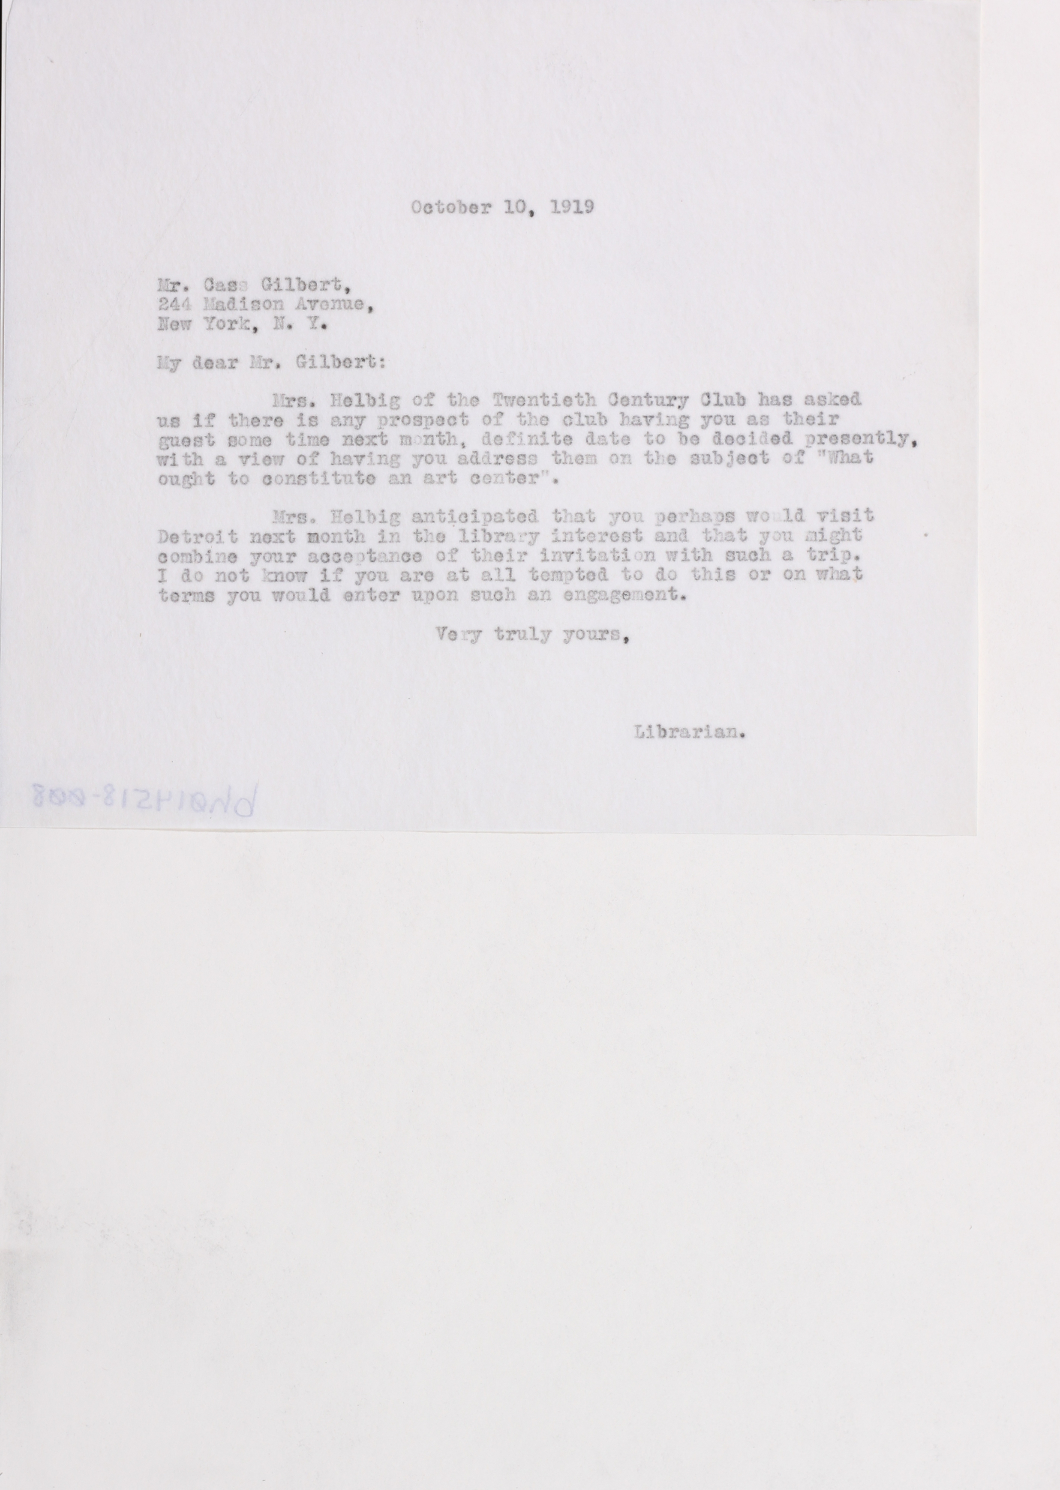 October 10, 1919
Mr. Cass Gilbert,
244 Madison Avenue,
New York, N. Y.
My dear Mr. Gilbert:
Mrs. Helbig of the Twentieth Century Club has asked
us if there is any prospect of the club having you as their
guest some time next month, definite date to be decided presently,
with a view of having you address them on the subject of "What
ought to constitute an art center".
Mrs. Helbig anticipated that you perhaps would visit
Detroit next month in the library interest and that you might
combine your acceptance of their invitation with such a trip.
I do not know if you are at all tempted to do this or on what
terms you would enter upon such an engagement.
Very truly yours,
Librarian.